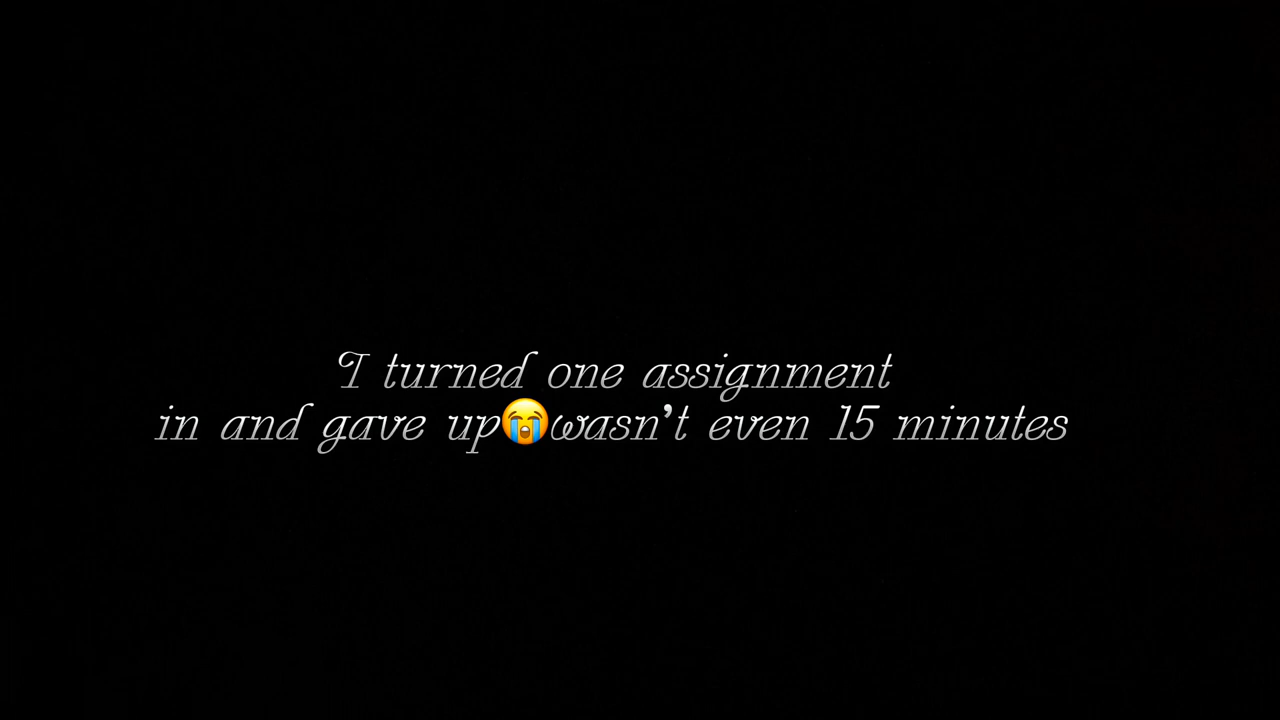 I turned one assignment
in and gave up😭wasn't even 15 minutes